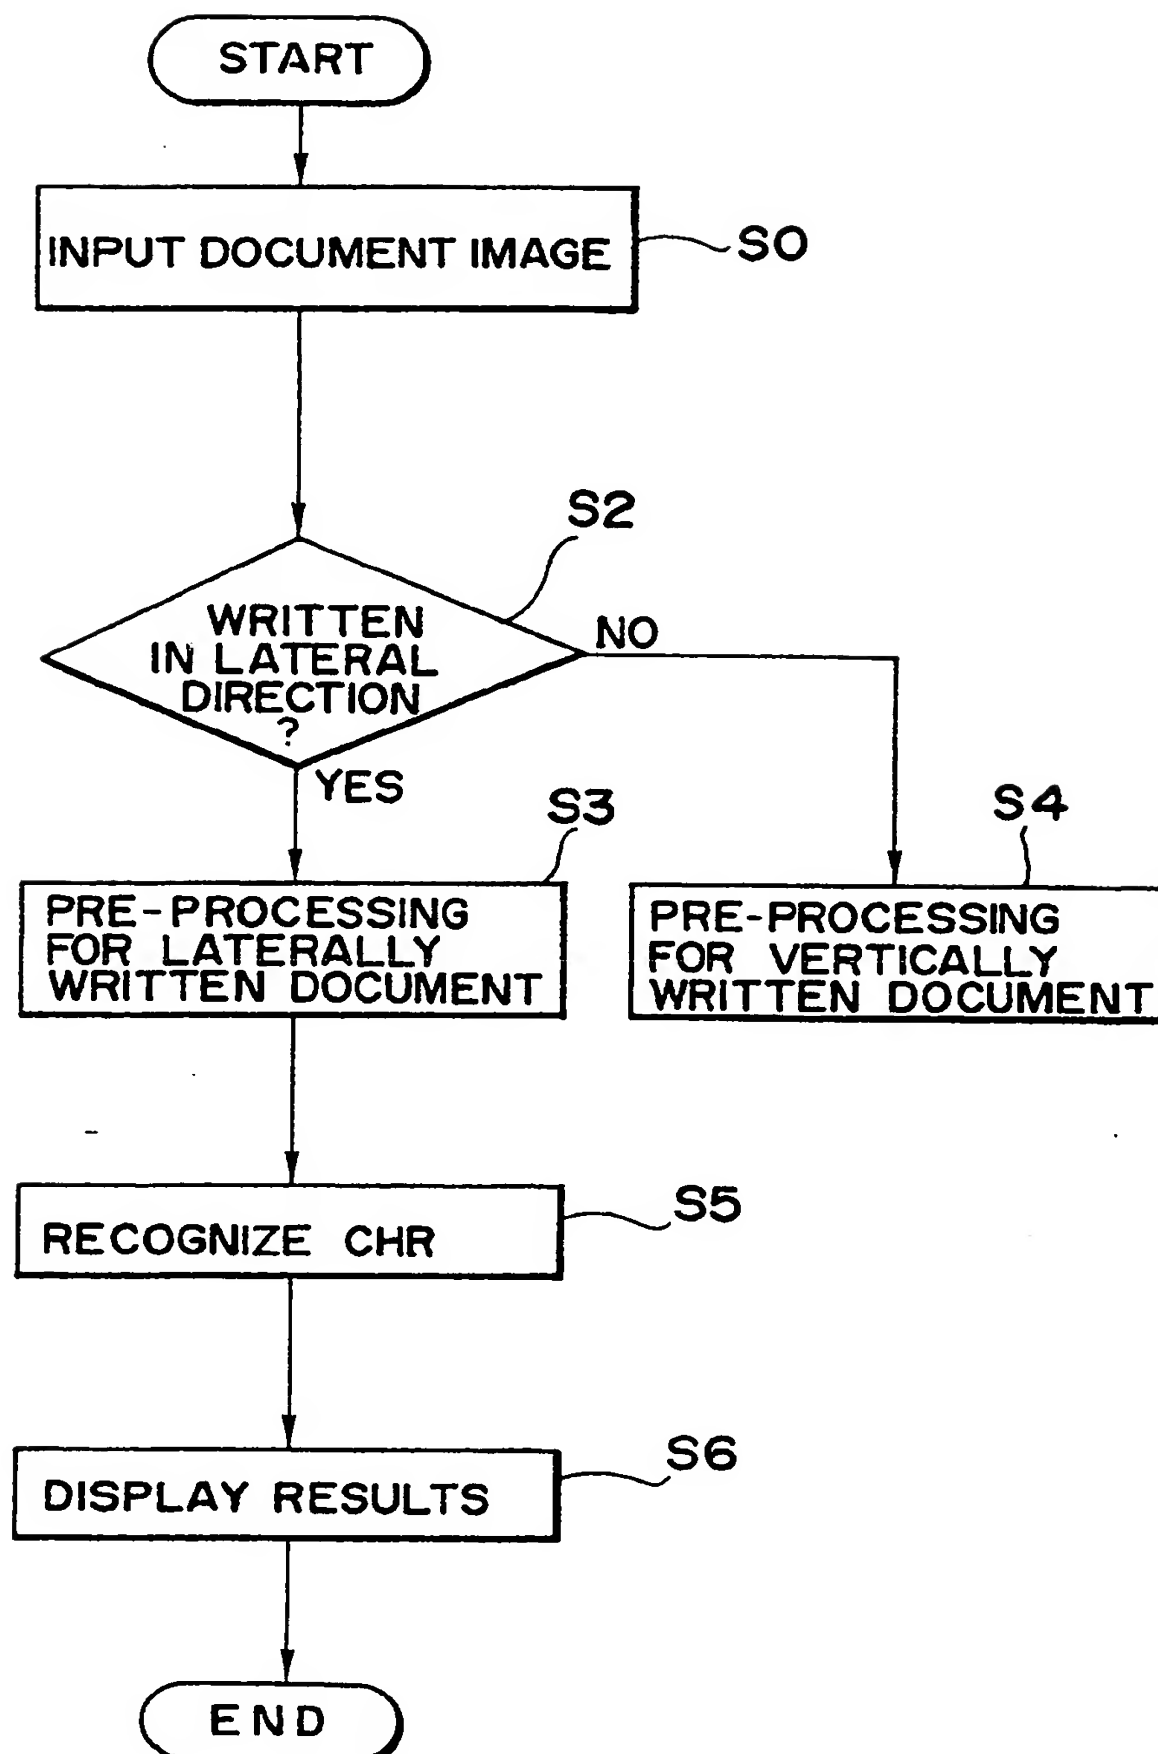 START
INPUT DOCUMENT IMAGE
S0
S2
WRITTEN
IN LATERAL
DIRECTION
?
NO
YES
S3
S4
PRE-PROCESSING
FOR LATERALLY
WRITTEN DOCUMENT
PRE-PROCESSING
FOR VERTICALLY
WRITTEN DOCUMENT
RECOGNIZE CHR
S5
DISPLAY RESULTS
S6
END